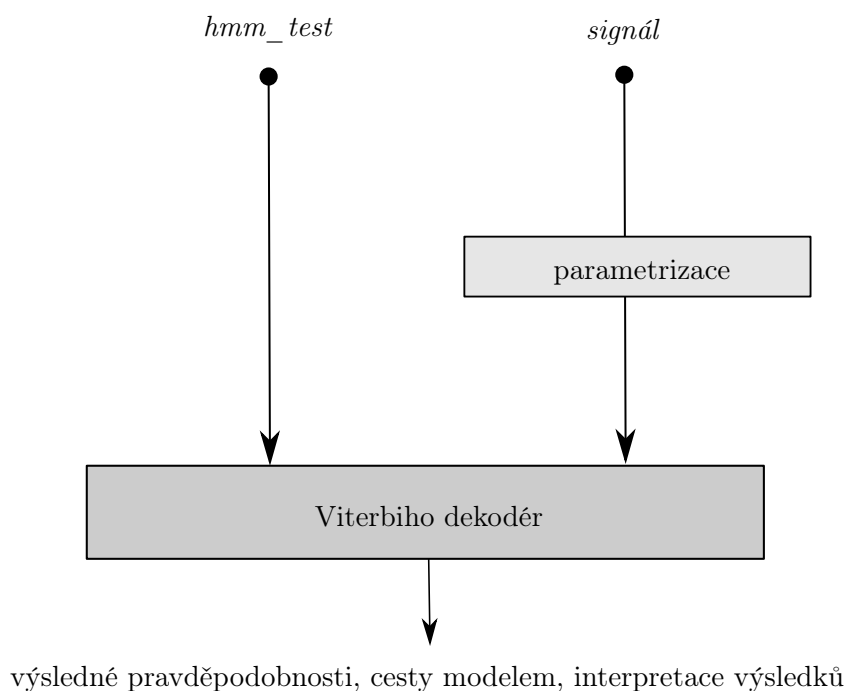 hmm_test
signál
parametrizace
Viterbiho dekodér
výsledné pravděpodobnosti, cesty modelem, interpretace výsledků